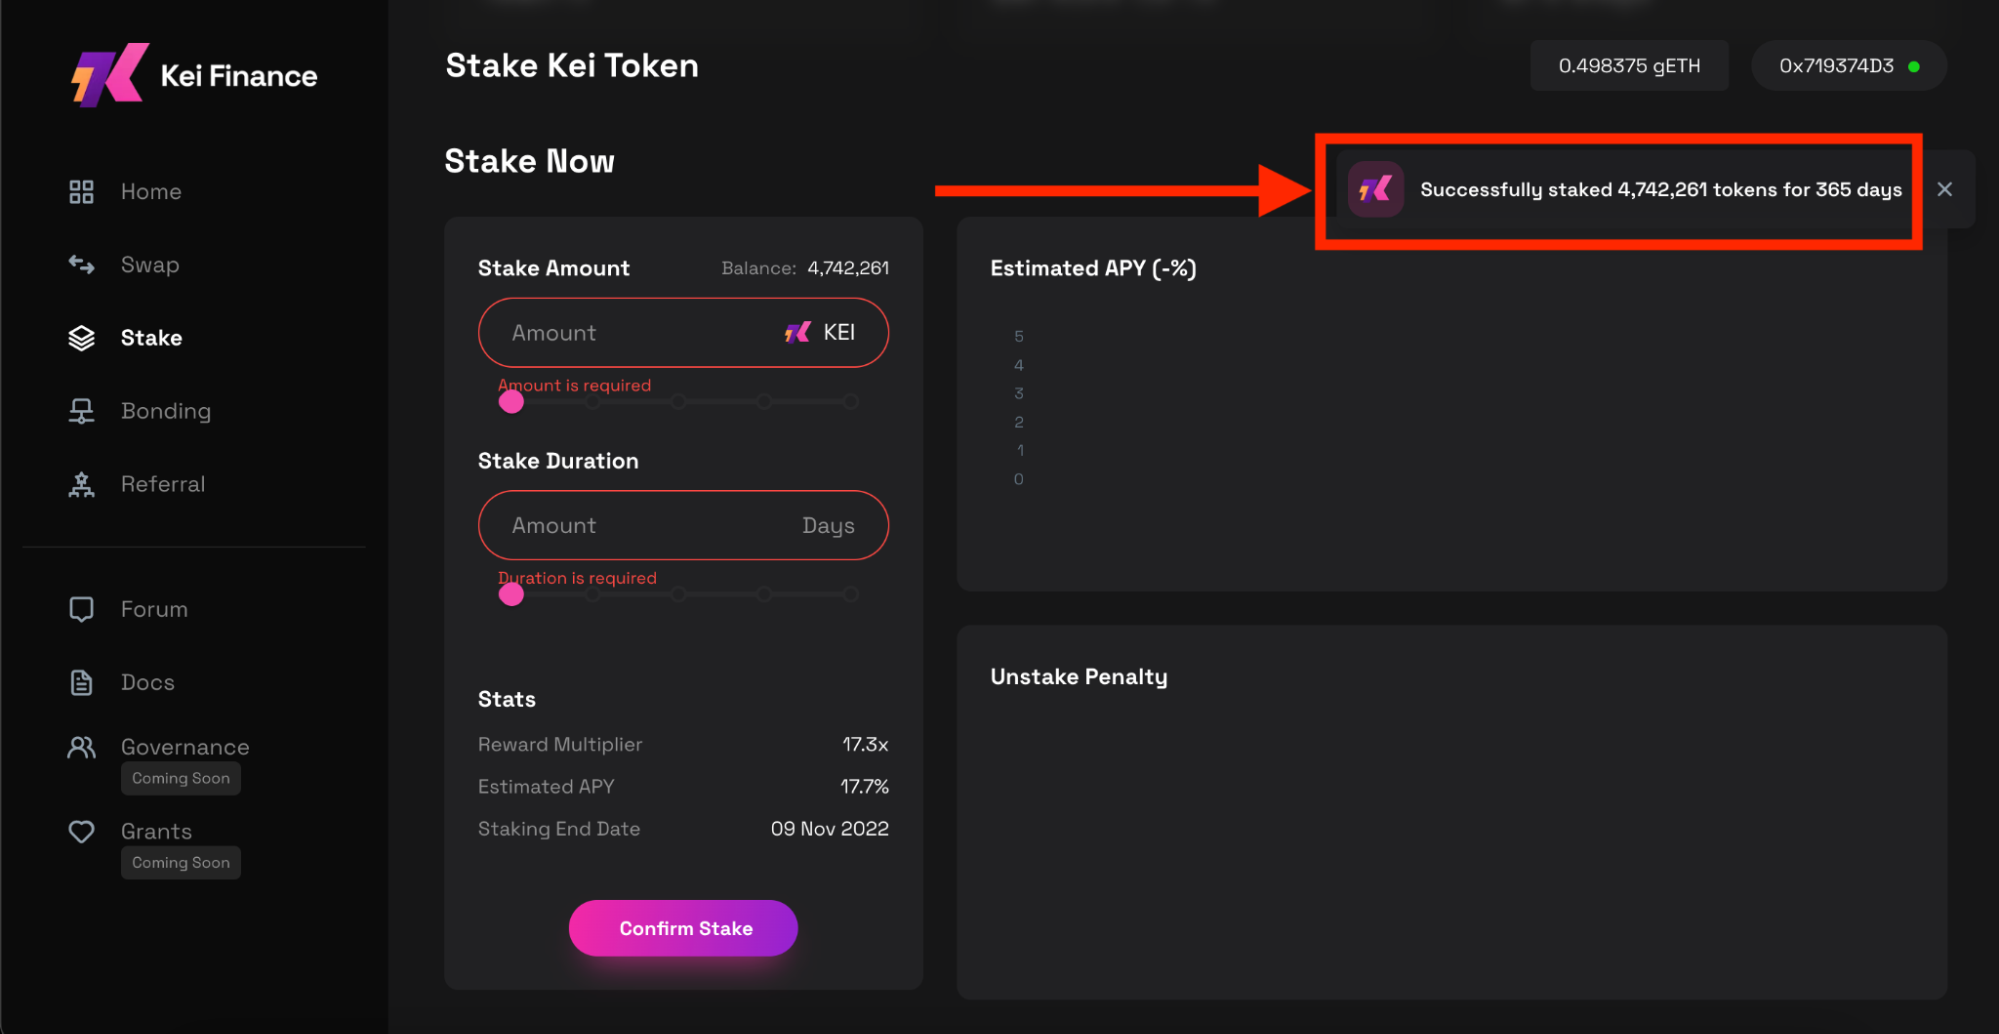 Kei Finance
Home
Swap
Stake
Bonding
Referral
Forum
Docs
Governance
Coming Soon
Grants
Coming Soon
Stake Kei Token
0.498375 gETH
0x719374D3
Stake Now
Successfully staked 4,742,261 tokens for 365 days
Stake Amount
Balance: 4,742,261
Amount
KEI
Amount is required
Stake Duration
Amount
Days
Duration is required
Stats
Reward Multiplier
17.3x
Estimated APY
17.7%
Staking End Date
09 Nov 2022
Confirm Stake
Estimated APY (-%)
5
4
3
2
1
0
Unstake Penalty